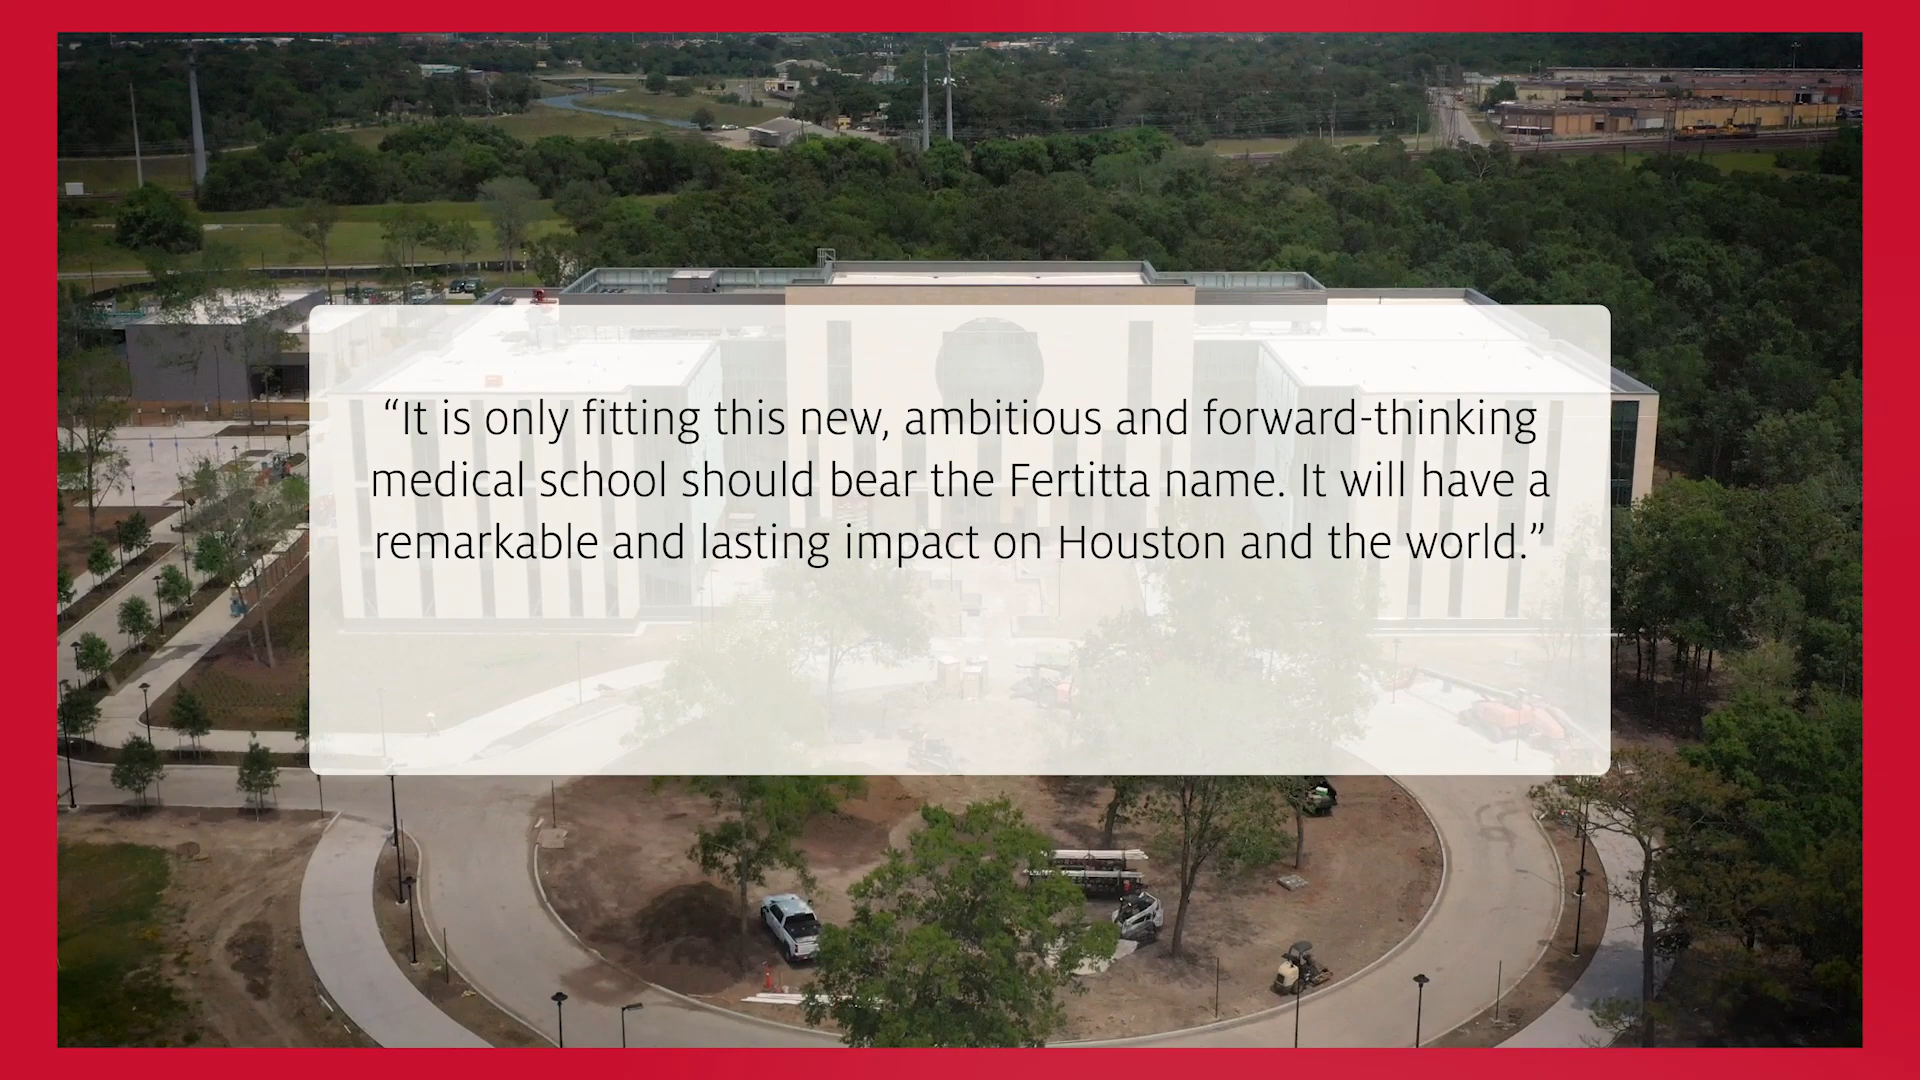 “It is only fitting this new, ambitious and forward-thinking
medical school should bear the Fertitta name. It will have a
remarkable and lasting impact on Houston and the world.”